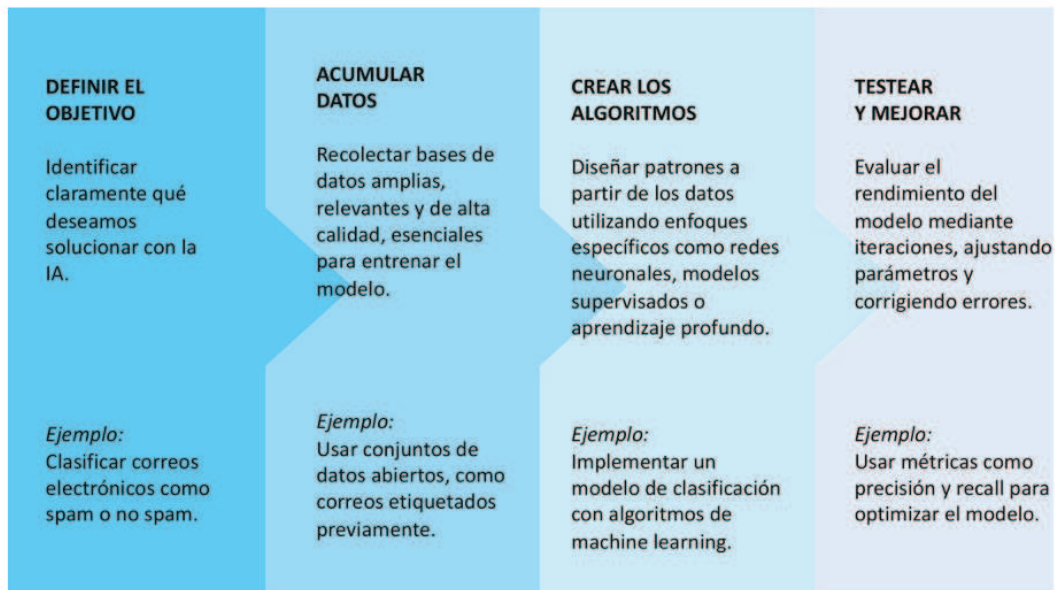 DEFINIR EL
OBJETIVO
Identificar
claramente qué
deseamos
solucionar con la
IA.
Ejemplo:
Clasificar correos
electrónicos como
spam o no spam.
ACUMULAR
DATOS
Recolectar bases de
datos amplias,
relevantes y de alta
calidad, esenciales
para entrenar el
modelo.
Ejemplo:
Usar conjuntos de
datos abiertos, como
correos etiquetados
previamente.
CREAR LOS
ALGORITMOS
Diseñar patrones a
partir de los datos
utilizando enfoques
específicos como redes
neuronales, modelos
supervisados o
aprendizaje profundo.
Ejemplo:
Implementar un
modelo de clasificación
con algoritmos de
machine learning.
TESTEAR
Y MEJORAR
Evaluar el
rendimiento del
modelo mediante
iteraciones, ajustando
parámetros y
corrigiendo errores.
Ejemplo:
Usar métricas como
precisión y recall para
optimizar el modelo.